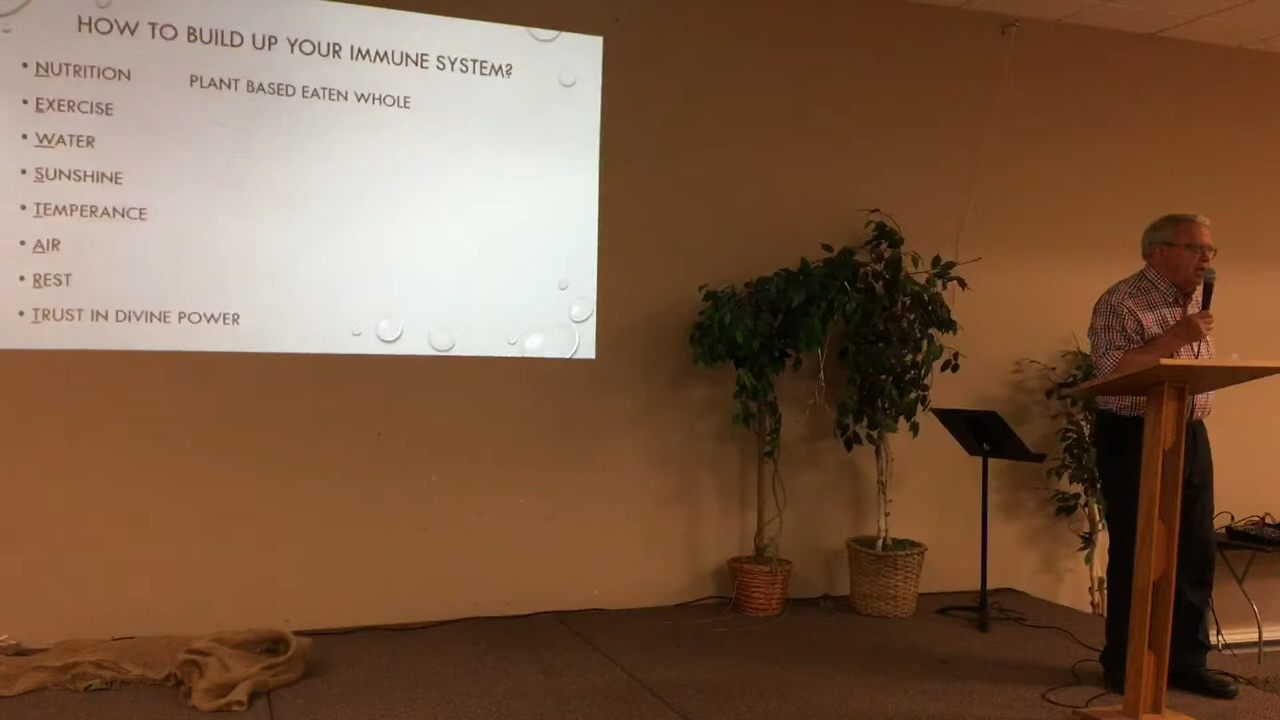 HOW TO BUILD UP YOUR IMMUNE SYSTEM?
• NUTRITION PLANT BASED EATEN WHOLE
• EXERCISE
• WATER
• SUNSHINE
• TEMPERANCE
• AIR
• REST
• TRUST IN DIVINE POWER